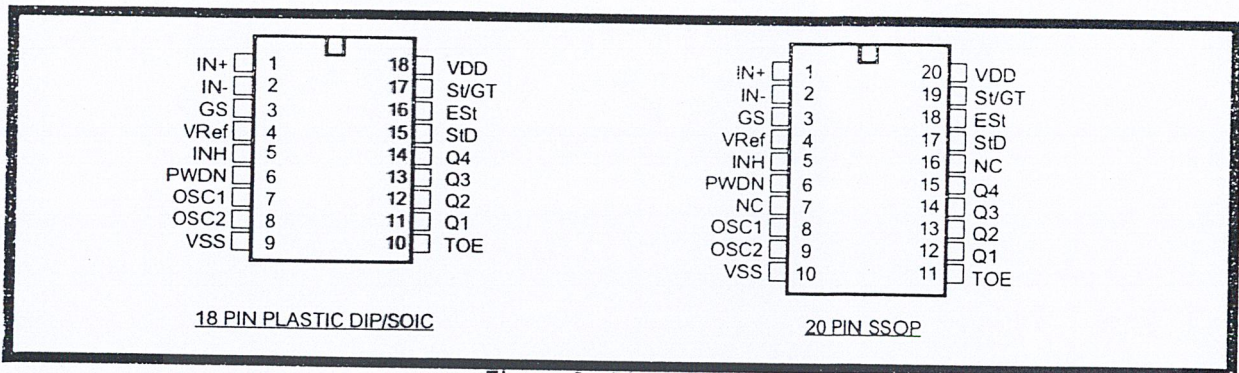 IN+ 1 18 VDD
IN- 2 17 St/GT
GS 3 16 ESt
VRef 4 15 StD
INH 5 14 Q4
PWDN 6 13 Q3
OSC1 7 12 Q2
OSC2 8 11 Q1
VSS 9 10 TOE
18 PIN PLASTIC DIP/SOIC
IN+ 1 20 VDD
IN- 2 19 St/GT
GS 3 18 ESt
VRef 4 17 StD
INH 5 16 NC
PWDN 6 15 Q4
NC 7 14 Q3
OSC1 8 13 Q2
OSC2 9 12 Q1
VSS 10 11 TOE
20 PIN SSOP